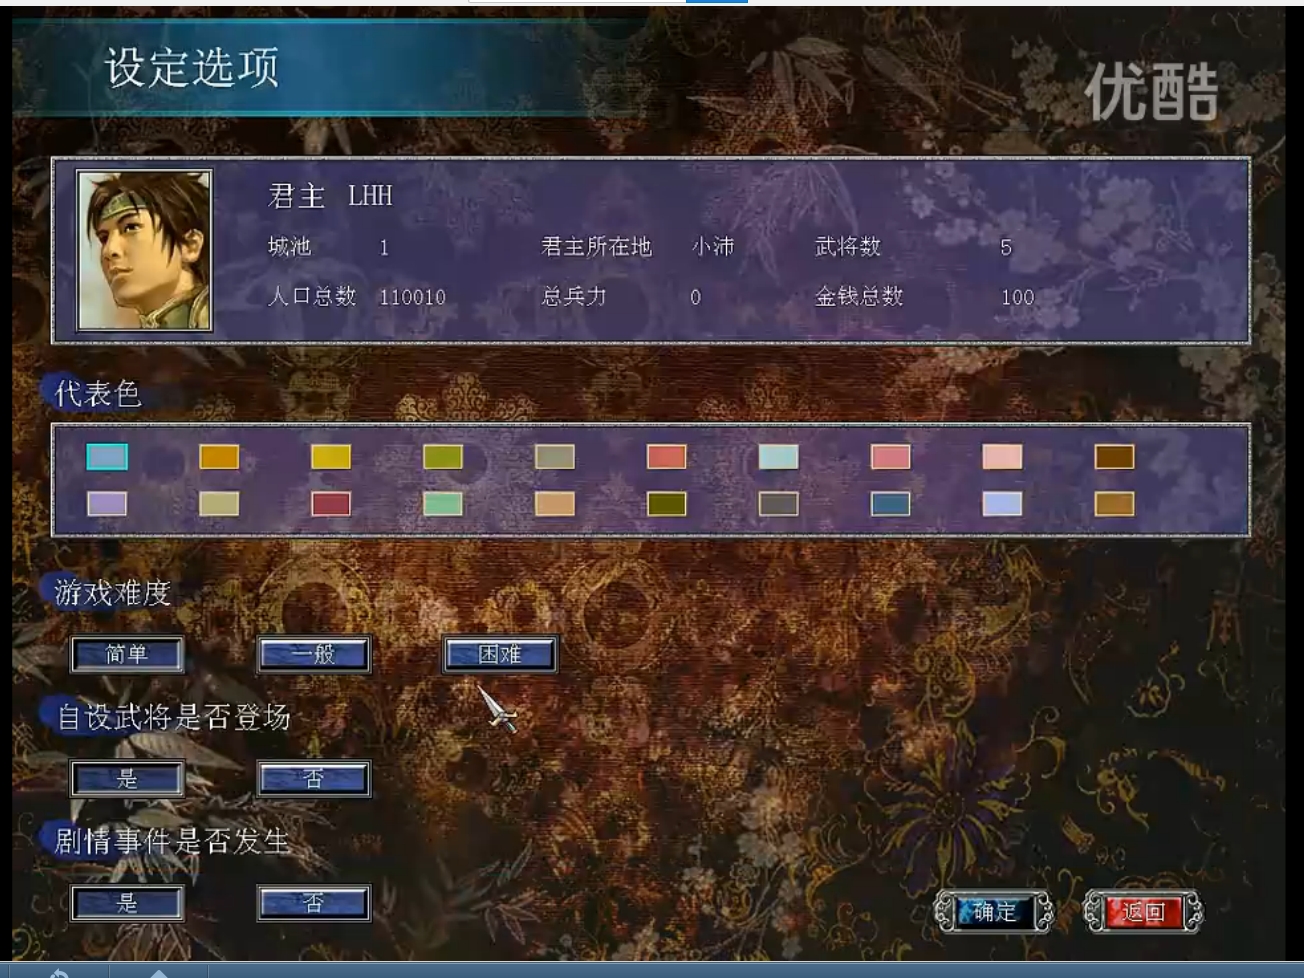 设定选项
优酷
君主 LHH
城池 1 君主所在地 小沛 武将数 5
人口总数 110010 总兵力 0 金钱总数 100
代表色
游戏难度
简单 一般 困难
自设武将是否登场
是 否
剧情事件是否发生
是 否
确定 返回